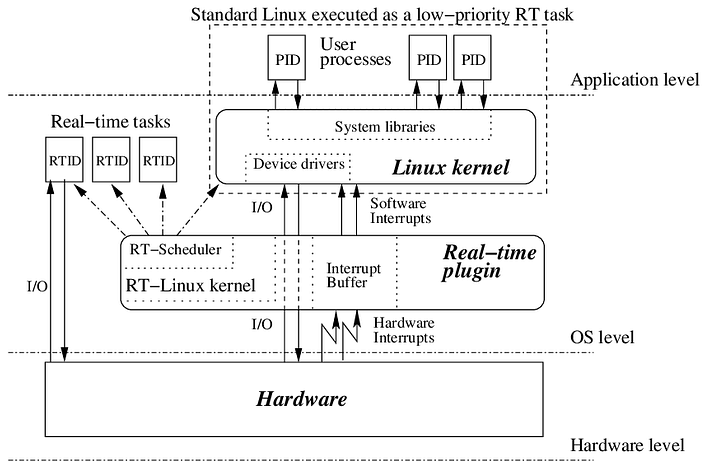 Standard Linux executed as a low−priority RT task
PID
User
processes
PID
PID
Application level
Real−time tasks
System libraries
RTID
RTID
RTID
Device drivers
Linux kernel
I/O
Software
Interrupts
RT−Scheduler
RT−Linux kernel
Interrupt
Buffer
Real−time
plugin
I/O
I/O
Hardware
Interrupts
OS level
Hardware
Hardware level